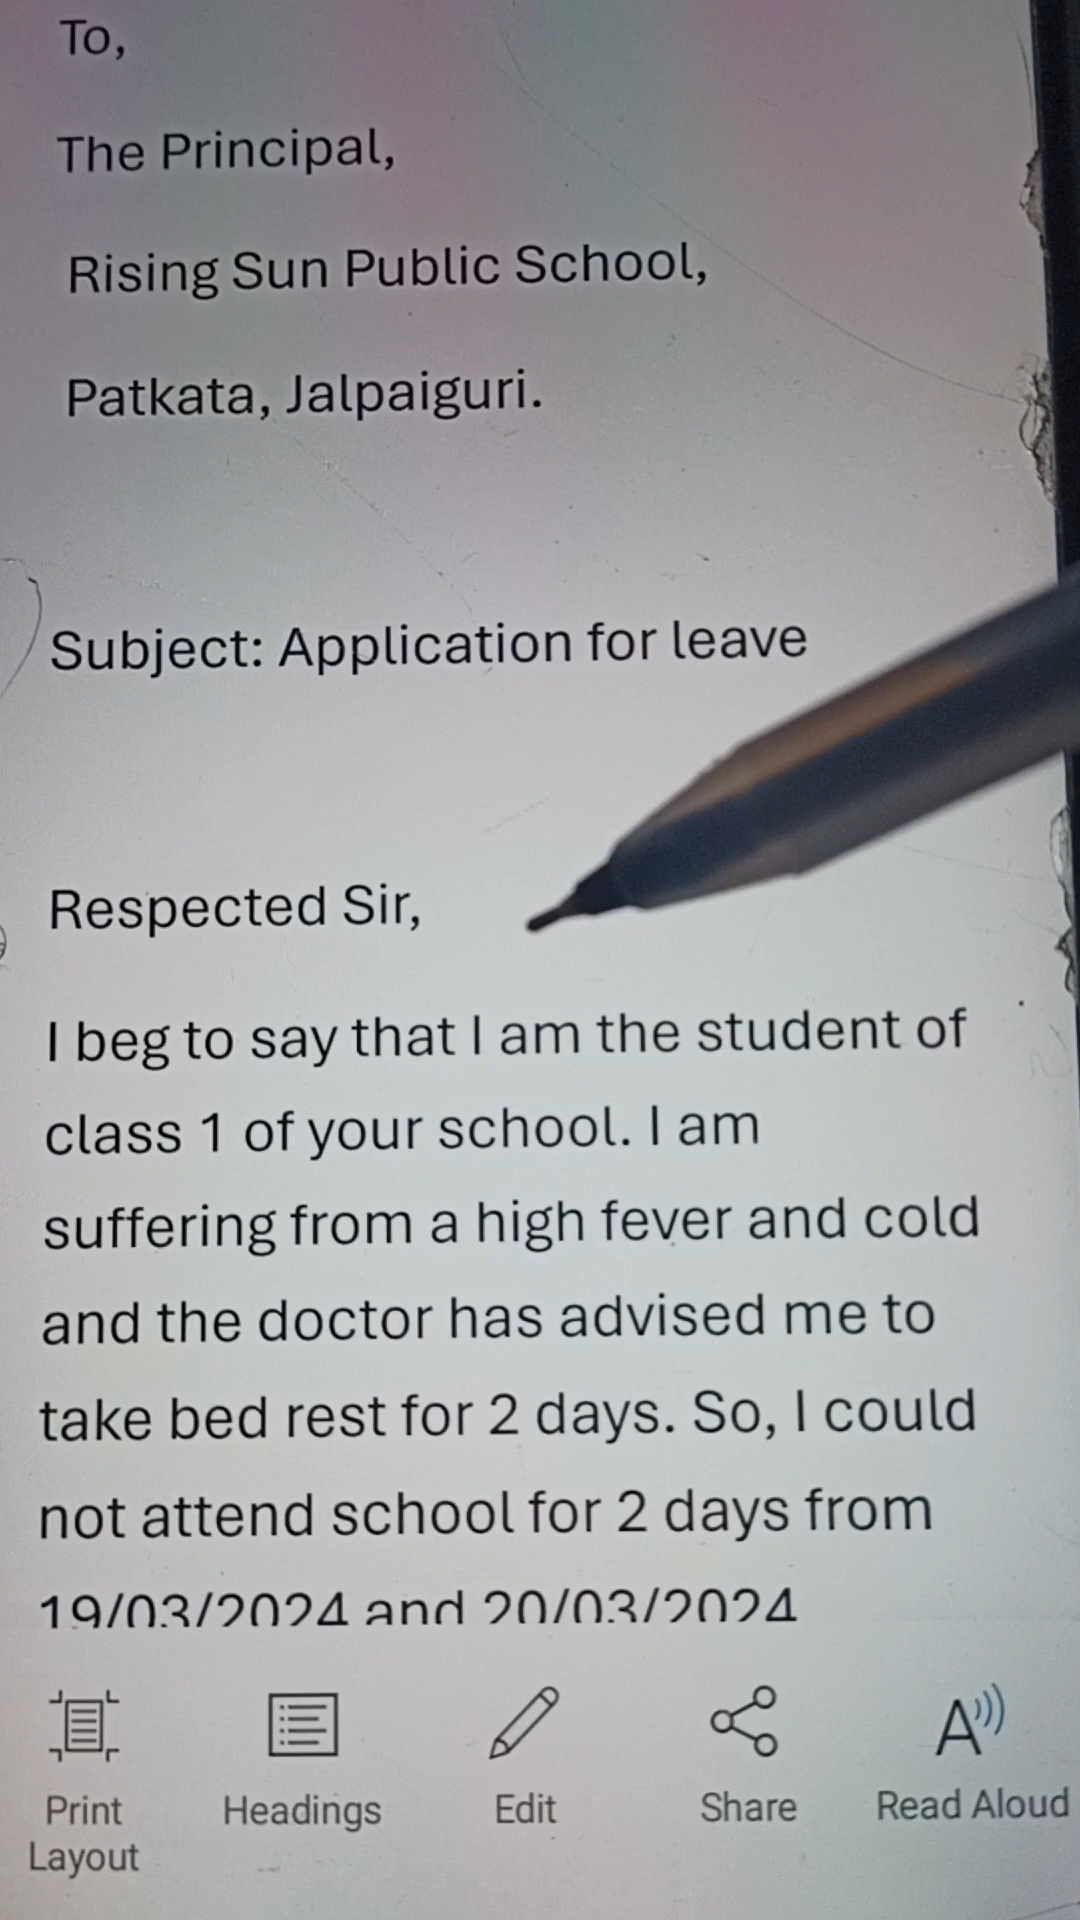 To,
The Principal,
Rising Sun Public School,
Patkata, Jalpaiguri.
Subject: Application for leave
Respected Sir,
I beg to say that I am the student of
class 1 of your school. I am
suffering from a high fever and cold
and the doctor has advised me to
take bed rest for 2 days. So, I could
not attend school for 2 days from
19/03/2024 and 20/03/2024
Print Layout
Headings
Edit
Share
Read Aloud